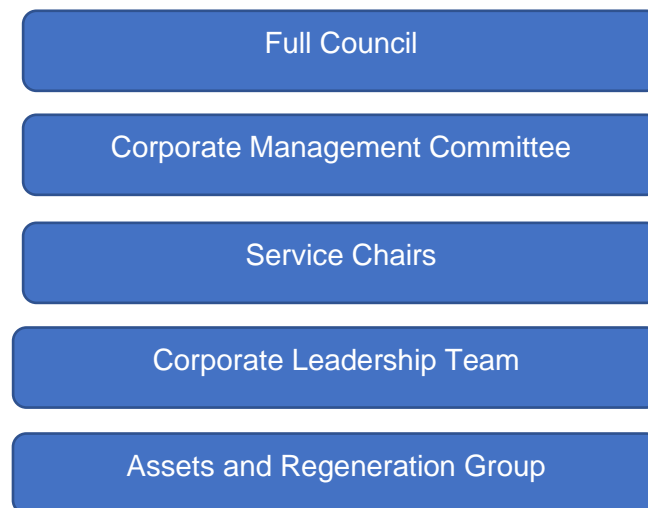 Full Council
Corporate Management Committee
Service Chairs
Corporate Leadership Team
Assets and Regeneration Group